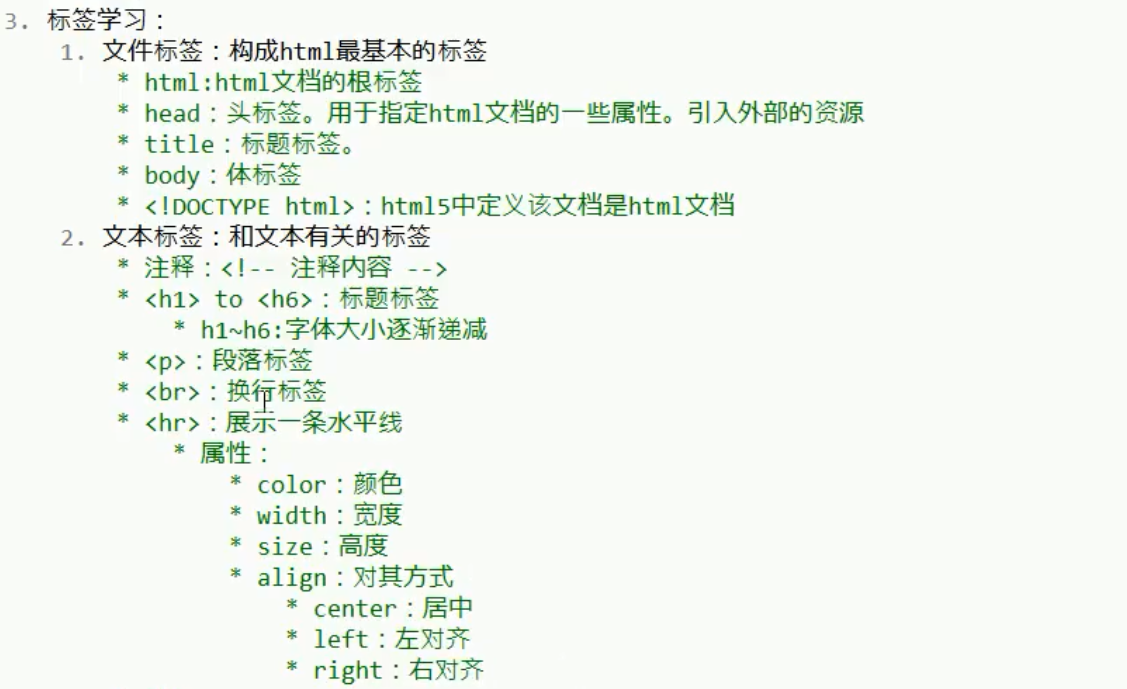 3. 标签学习：
1. 文件标签：构成html最基本的标签
* html:html文档的根标签
* head：头标签。用于指定html文档的一些属性。引入外部的资源
* title：标题标签。
* body：体标签
* <!DOCTYPE html>：html5中定义该文档是html文档
2. 文本标签：和文本有关的标签
* 注释：<!-- 注释内容 -->
* <h1> to <h6>：标题标签
* h1~h6:字体大小逐渐递减
* <p>：段落标签
* <br>：换行标签
* <hr>：展示一条水平线
* 属性：
* color：颜色
* width：宽度
* size：高度
* align：对其方式
* center：居中
* left：左对齐
* right：右对齐